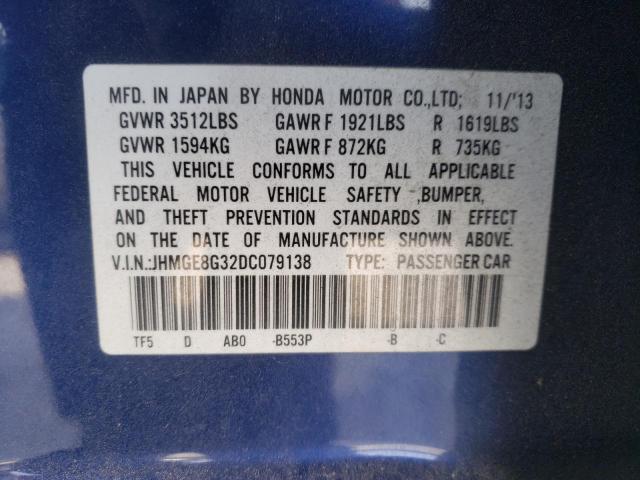 MFD. IN JAPAN BY HONDA MOTOR CO.,LTD; 11/'13
GVWR 3512LBS GAWR F 1921LBS R 1619LBS
GVWR 1594KG GAWR F 872KG R 735KG
THIS VEHICLE CONFORMS TO ALL APPLICABLE
FEDERAL MOTOR VEHICLE SAFETY ,BUMPER,
AND THEFT PREVENTION STANDARDS IN EFFECT
ON THE DATE OF MANUFACTURE SHOWN ABOVE.
V.I.N.:JHMGE8G32DC079138 TYPE: PASSENGER CAR
TF5 D AB0 -B553P -B -C